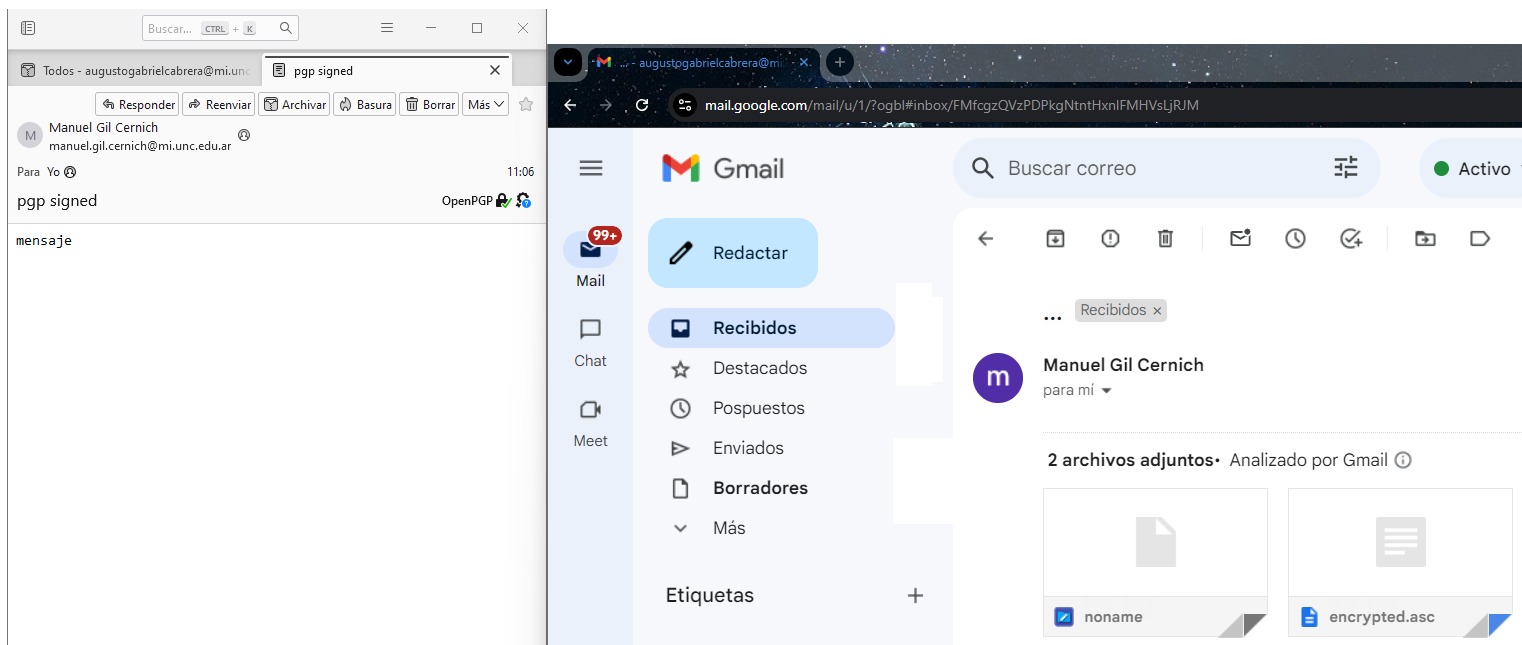 Buscar... CTRL + K
Todos - augustogabrielcabrera@mi.unc
pgp signed
Responder Reenviar Archivar Basura Borrar Más
M
Manuel Gil Cernich
manuel.gil.cernich@mi.unc.edu.ar
Para Yo 11:06
pgp signed OpenPGP
mensaje
... - augustogabrielcabrera@mi
mail.google.com/mail/u/1/?ogbl#inbox/FMfcgzQVzPDPkgNtntHxnlFMHVsLjRJM
Gmail
Buscar correo
Activo
99+
Mail
Chat
Meet
Redactar
Recibidos
Destacados
Pospuestos
Enviados
Borradores
Más
Etiquetas
... Recibidos ×
m
Manuel Gil Cernich
para mí
2 archivos adjuntos• Analizado por Gmail
noname
encrypted.asc